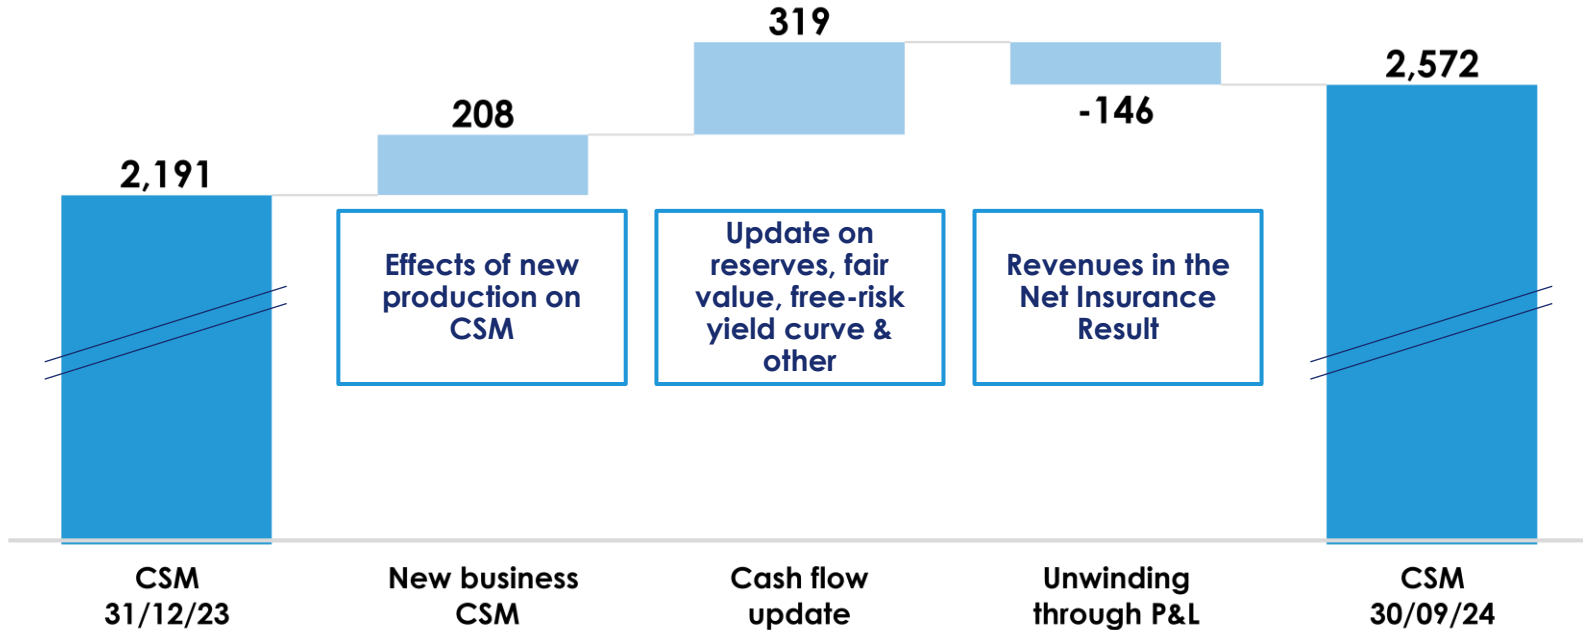 319
2,572
208
-146
2,191
Effects of new
production on
CSM
Update on
reserves, fair
value, free-risk
yield curve &
other
Revenues in the
Net Insurance
Result
CSM
31/12/23
New business
CSM
Cash flow
update
Unwinding
through P&L
CSM
30/09/24